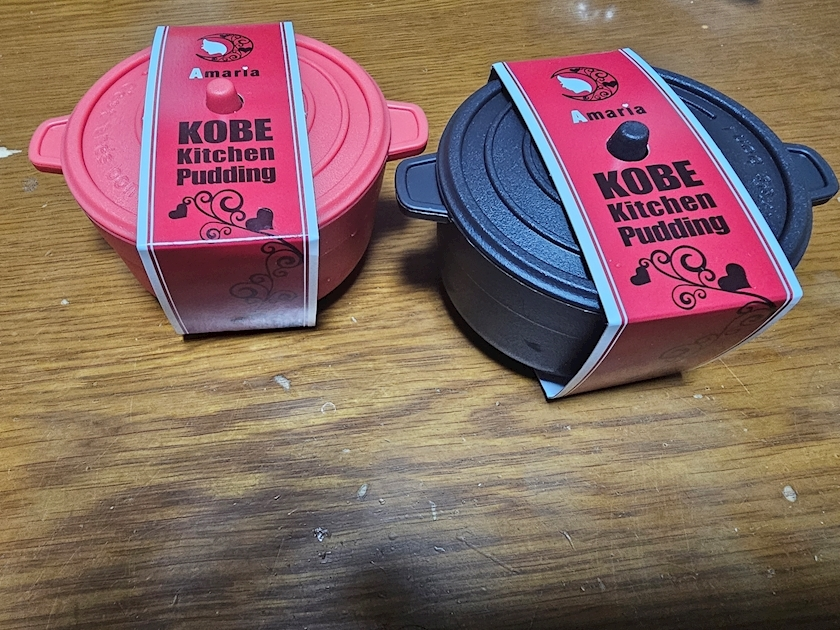 Amaria
KOBE
Kitchen
Pudding
Amaria
KOBE
Kitchen
Pudding